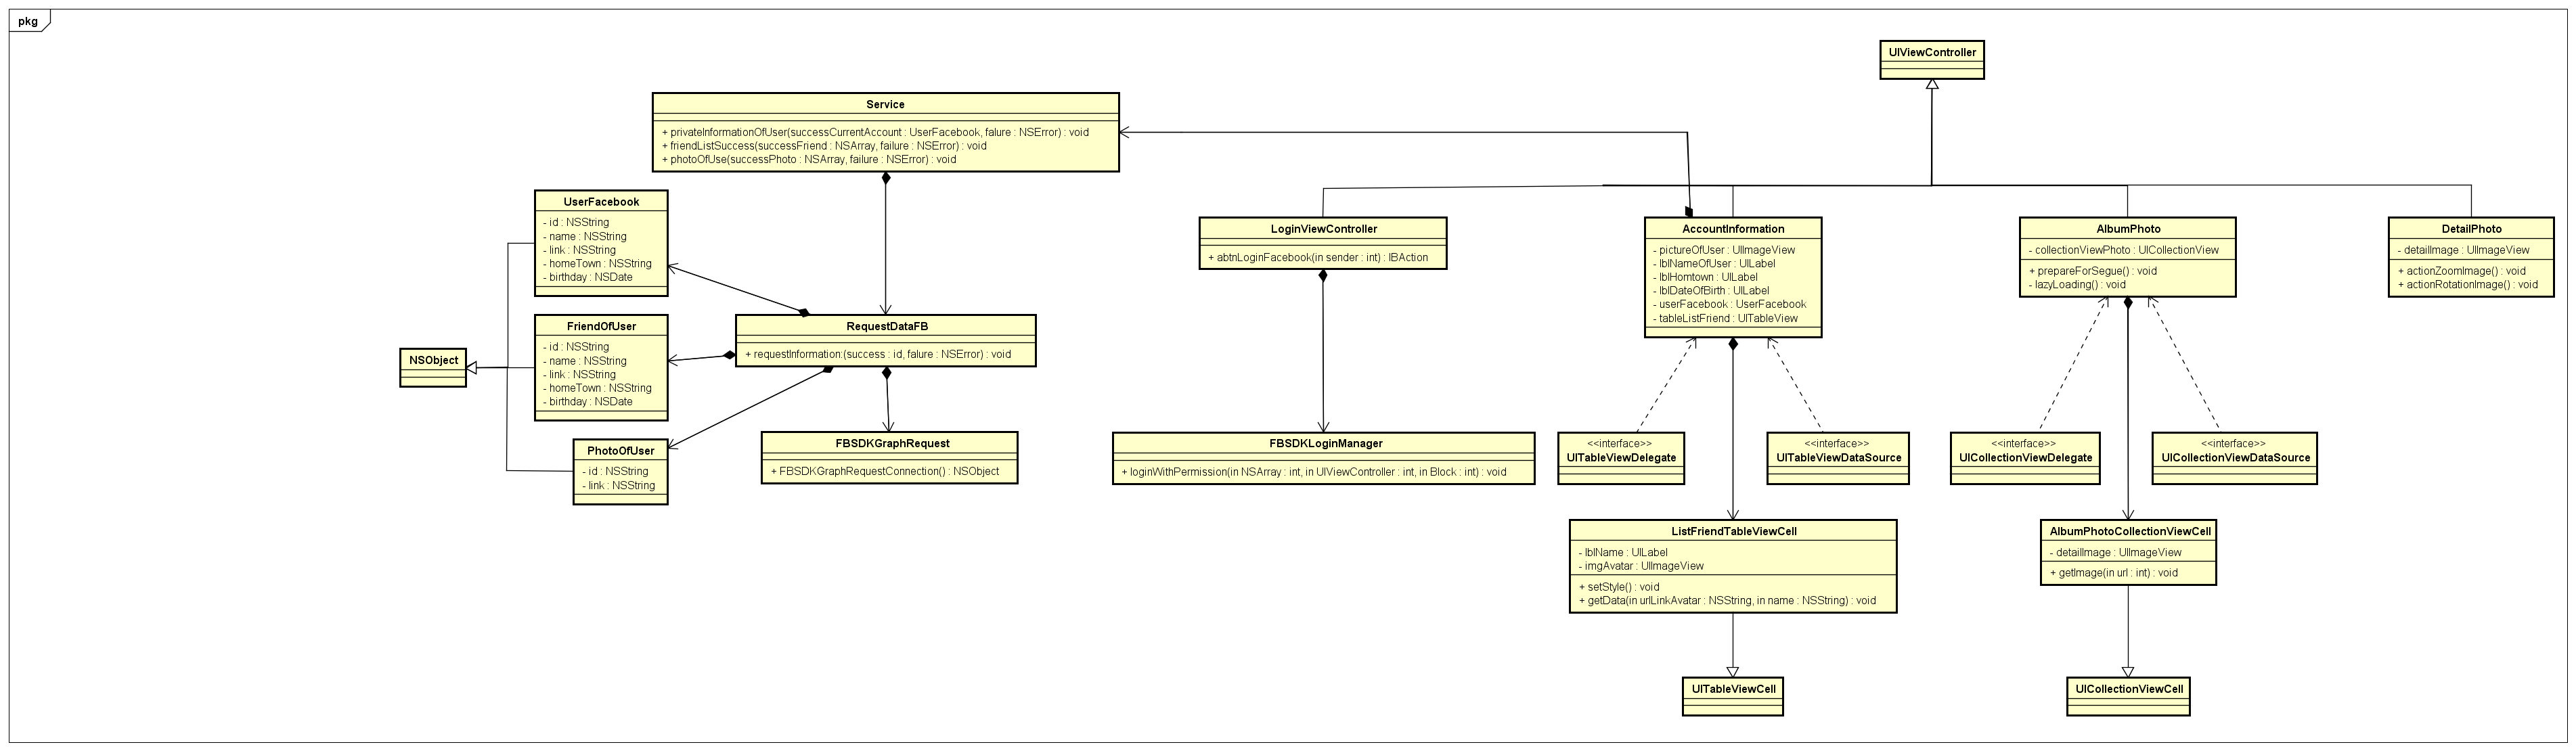 pkg
UIViewController
Service
+ privateInformationOfUser(successCurrentAccount : UserFacebook, falure : NSError) : void
+ friendListSuccess(successFriend : NSArray, failure : NSError) : void
+ photoOfUse(successPhoto : NSArray, failure : NSError) : void
UserFacebook
- id : NSString
- name : NSString
- link : NSString
- homeTown : NSString
- birthday : NSDate
FriendOfUser
- id : NSString
- name : NSString
- link : NSString
- homeTown : NSString
- birthday : NSDate
NSObject
PhotoOfUser
- id : NSString
- link : NSString
RequestDataFB
+ requestInformation:(success : id, falure : NSError) : void
FBSDKGraphRequest
+ FBSDKGraphRequestConnection() : NSObject
LoginViewController
+ abtnLoginFacebook(in sender : int) : IBAction
FBSDKLoginManager
+ loginWithPermission(in NSArray : int, in UIViewController : int, in Block : int) : void
AccountInformation
- pictureOfUser : UIImageView
- lblNameOfUser : UILabel
- lblHomtown : UILabel
- lblDateOfBirth : UILabel
- userFacebook : UserFacebook
- tableListFriend : UITableView
<<interface>>
UITableViewDelegate
<<interface>>
UITableViewDataSource
ListFriendTableViewCell
- lblName : UILabel
- imgAvatar : UIImageView
+ setStyle() : void
+ getData(in urlLinkAvatar : NSString, in name : NSString) : void
UITableViewCell
AlbumPhoto
- collectionViewPhoto : UICollectionView
+ prepareForSegue() : void
- lazyLoading() : void
<<interface>>
UICollectionViewDelegate
<<interface>>
UICollectionViewDataSource
AlbumPhotoCollectionViewCell
- detailImage : UIImageView
+ getImage(in url : int) : void
UICollectionViewCell
DetailPhoto
- detailImage : UIImageView
+ actionZoomImage() : void
+ actionRotationImage() : void